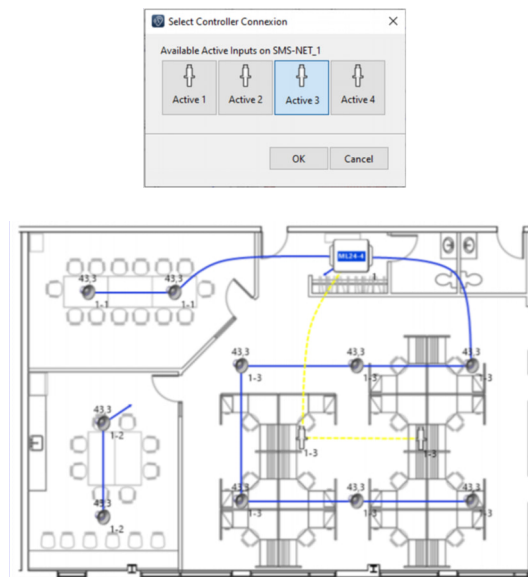 Select Controller Connexion
Available Active Inputs on SMS-NET_1
Active 1 Active 2 Active 3 Active 4
OK Cancel
ML24-4
1
43,3 43,3
1-1 1-1
43,3 43,3 43,3
1-3 1-3 1-3
43,3
1-2
1-3 1-3
43,3 43,3 43,3 43,3
1-2 1-3 1-3 1-3